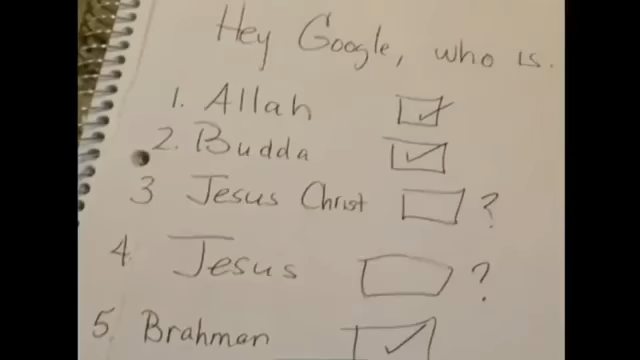 Hey Google, who is.
1. Allah
2. Budda
3 Jesus Christ ?
4 Jesus ?
5. Brahman